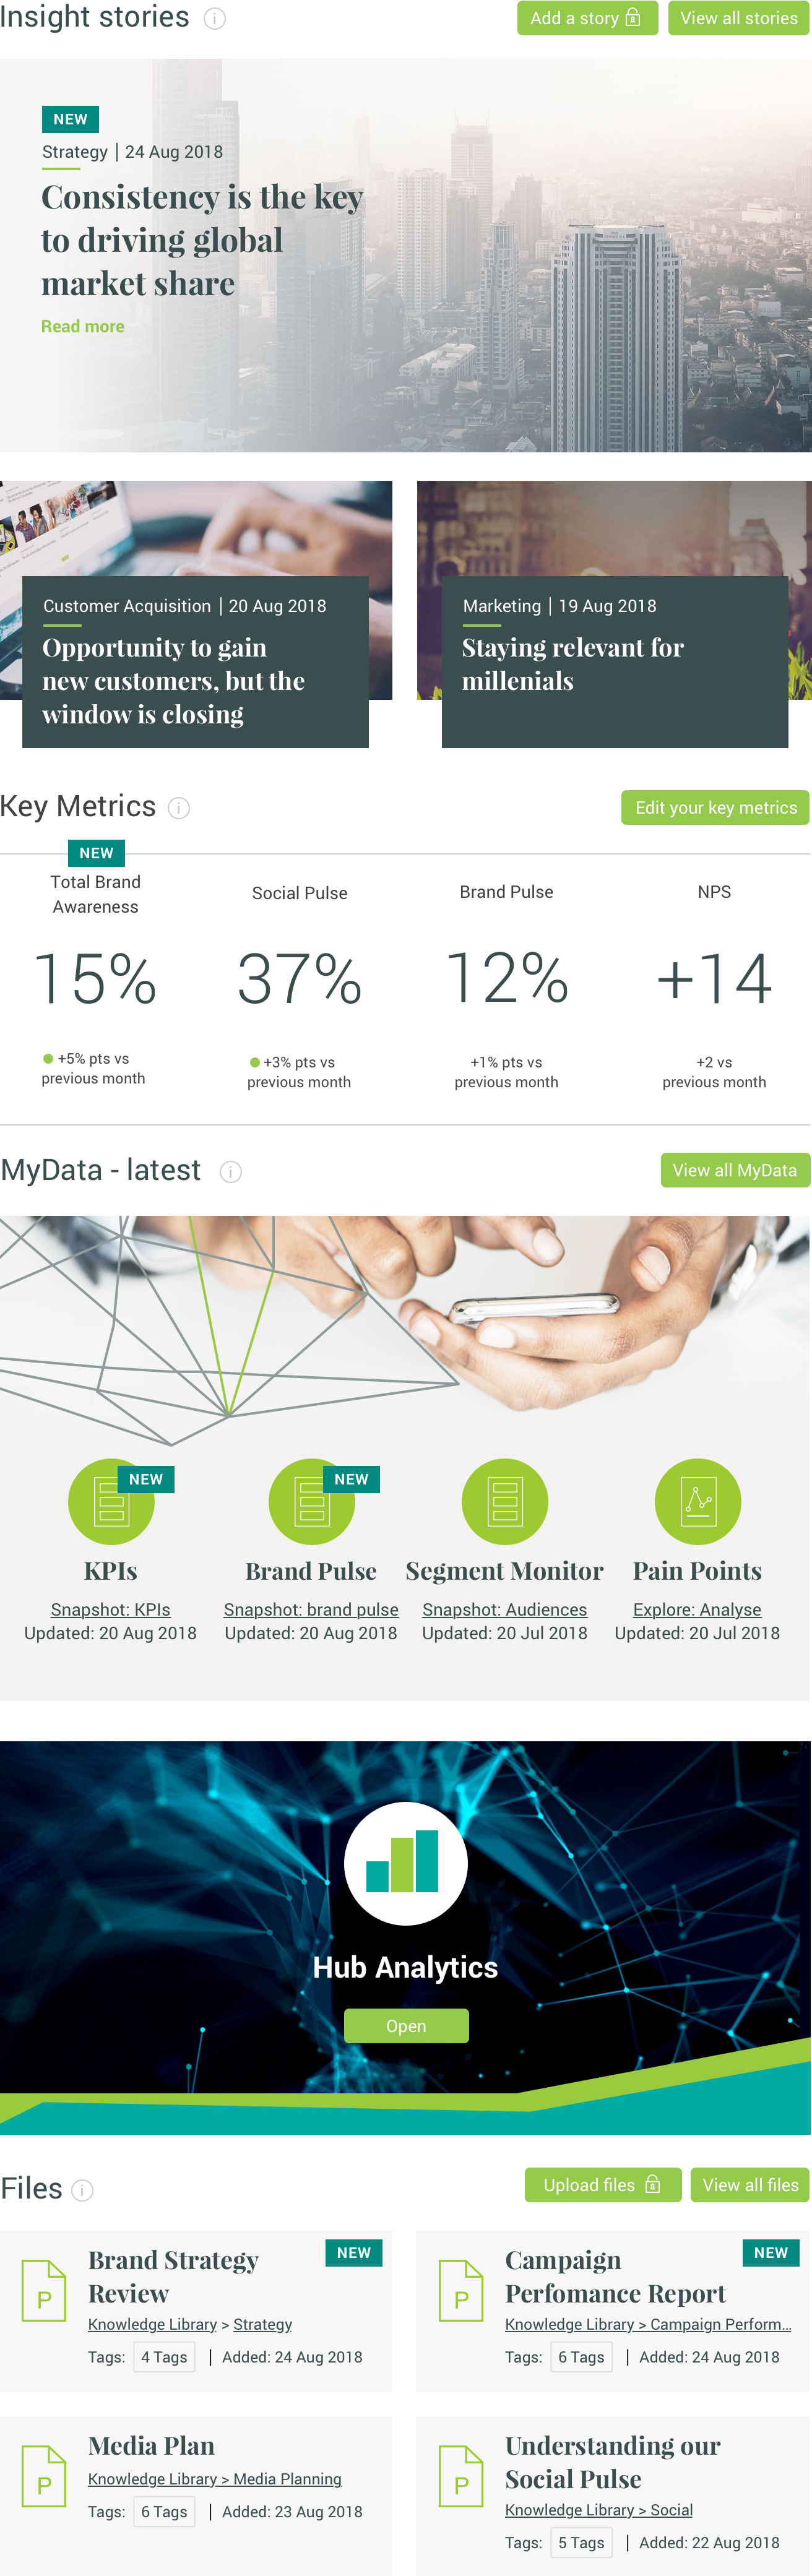 Insight stories
Add a story
View all stories
NEW
Strategy | 24 Aug 2018
Consistency is the key
to driving global
market share
Read more
Customer Acquisition | 20 Aug 2018
Opportunity to gain
new customers, but the
window is closing
Marketing | 19 Aug 2018
Staying relevant for
millenials
Key Metrics
Edit your key metrics
NEW
Total Brand
Awareness
15%
+5% pts vs
previous month
Social Pulse
37%
+3% pts vs
previous month
Brand Pulse
12%
+1% pts vs
previous month
NPS
+14
+2 vs
previous month
MyData - latest
View all MyData
NEW
KPIs
Snapshot: KPIs
Updated: 20 Aug 2018
NEW
Brand Pulse
Snapshot: brand pulse
Updated: 20 Aug 2018
Segment Monitor
Snapshot: Audiences
Updated: 20 Jul 2018
Pain Points
Explore: Analyse
Updated: 20 Jul 2018
Hub Analytics
Open
Files
Upload files
View all files
P
Brand Strategy
Review
NEW
Knowledge Library > Strategy
Tags: 4 Tags | Added: 24 Aug 2018
P
Campaign
Perfomance Report
NEW
Knowledge Library > Campaign Perform...
Tags: 6 Tags | Added: 24 Aug 2018
P
Media Plan
Knowledge Library > Media Planning
Tags: 6 Tags | Added: 23 Aug 2018
P
Understanding our
Social Pulse
Knowledge Library > Social
Tags: 5 Tags | Added: 22 Aug 2018